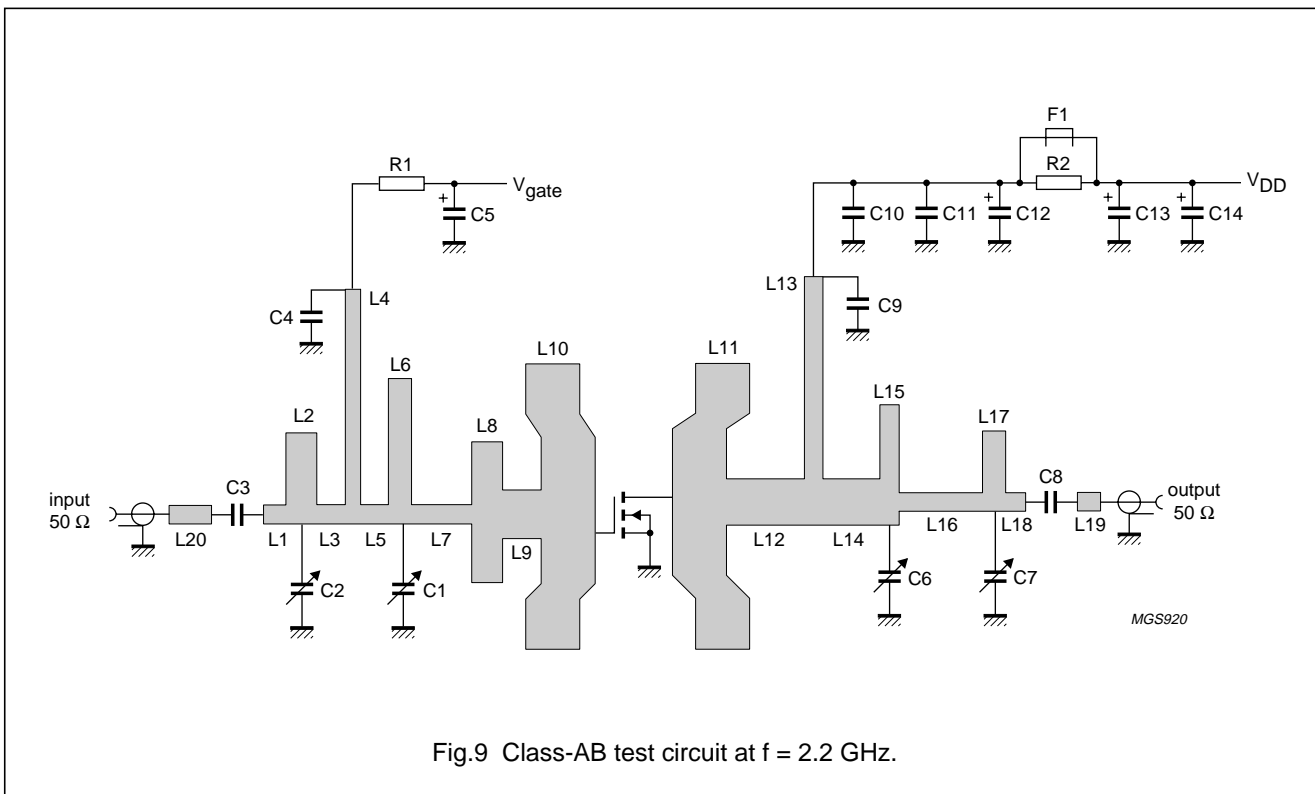 F1
R1
R2
Vgate
VDD
+
C5
C10
C11
+
C12
+
C13
+
C14
L4
L13
C4
C9
L10
L11
L6
L15
L2
L8
L17
C3
C8
input
50 Ω
output
50 Ω
L20
L1
L3
L5
L7
L9
L12
L14
L16
L18
L19
C2
C1
C6
C7
MGS920
Fig.9 Class-AB test circuit at f = 2.2 GHz.